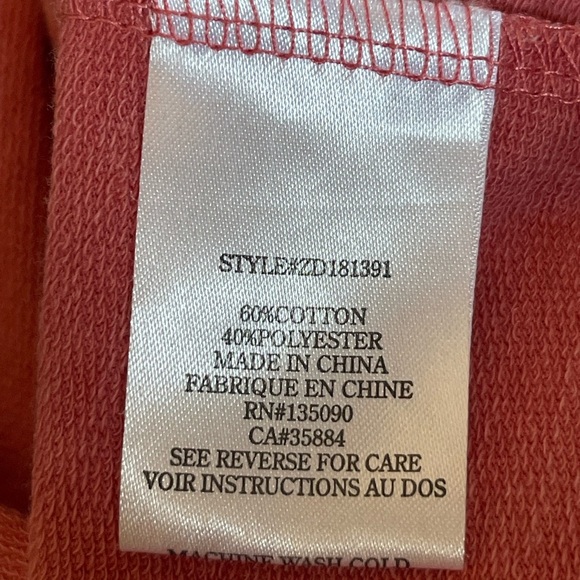 STYLE#ZD181391
60%COTTON
40%POLYESTER
MADE IN CHINA
FABRIQUE EN CHINE
RN#135090
CA#35884
SEE REVERSE FOR CARE
VOIR INSTRUCTIONS AU DOS
MACHINE WASH COLD